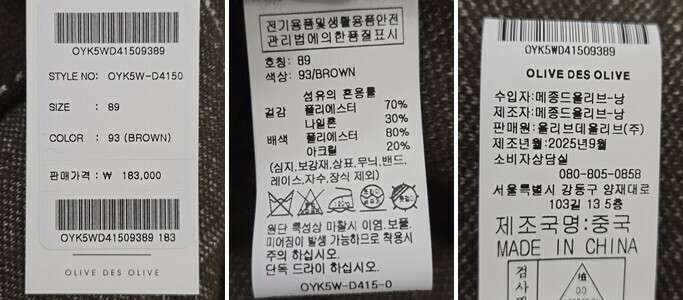 OYK5WD41509389
STYLE NO: OYK5W-D4150
SIZE : 89
COLOR : 93 (BROWN)
판매가격 : ₩ 183,000
OYK5WD41509389 183
OLIVE DES OLIVE
전기용품및생활용품안전
관리법에의한품질표시
호칭: 89
색상: 93/BROWN
섬유의 혼용률
겉감 폴리에스터 70%
나일론 30%
배색 폴리에스터 80%
아크릴 20%
(심지,보강재,상표,무늬,밴드,
레이스,자수,장식 제외)
원단 특성상 마찰시 이염.보풀.
미어짐이 발생 가능하므로 착용시
주의 하십시오.
단독 드라이 하십시오.
OYK5W-D415-0
OYK5WD41509389
OLIVE DES OLIVE
수입자:메종드올리브-낭
제조자:메종드올리브-낭
판매원:올리브데올리브(주)
제조년월:2025년9월
소비자상담실
080-805-0858
서울특별시 강동구 양재대로
103길 13 5층
제조국명:중국
MADE IN CHINA
검
사